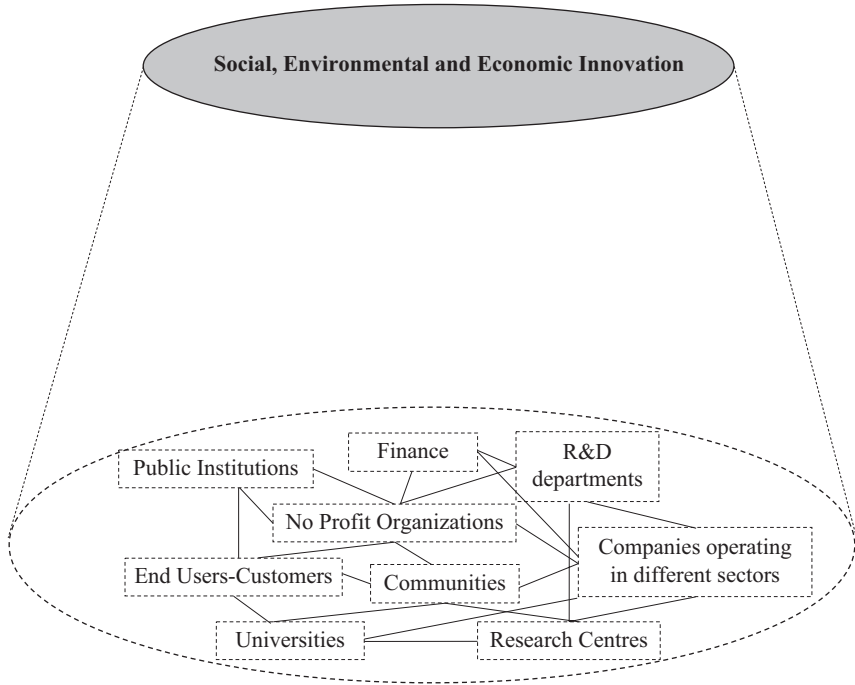 Social, Environmental and Economic Innovation
Finance
R&D
departments
Public Institutions
No Profit Organizations
Companies operating
in different sectors
End Users-Customers
Communities
Universities
Research Centres